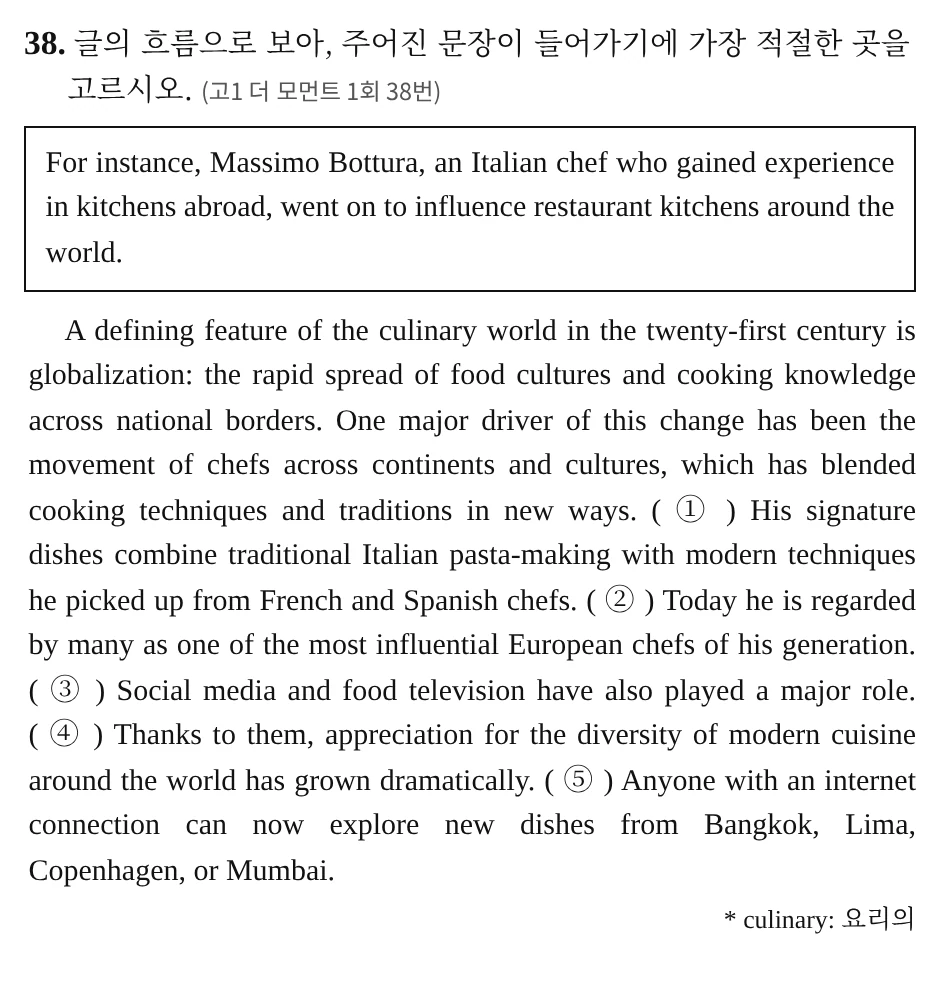 38. 글의 흐름으로 보아, 주어진 문장이 들어가기에 가장 적절한 곳을
고르시오. (고1 더 모먼트 1회 38번)
For instance, Massimo Bottura, an Italian chef who gained experience
in kitchens abroad, went on to influence restaurant kitchens around the
world.
A defining feature of the culinary world in the twenty-first century is
globalization: the rapid spread of food cultures and cooking knowledge
across national borders. One major driver of this change has been the
movement of chefs across continents and cultures, which has blended
cooking techniques and traditions in new ways. ( ① ) His signature
dishes combine traditional Italian pasta-making with modern techniques
he picked up from French and Spanish chefs. ( ② ) Today he is regarded
by many as one of the most influential European chefs of his generation.
( ③ ) Social media and food television have also played a major role.
( ④ ) Thanks to them, appreciation for the diversity of modern cuisine
around the world has grown dramatically. ( ⑤ ) Anyone with an internet
connection can now explore new dishes from Bangkok, Lima,
Copenhagen, or Mumbai.
* culinary: 요리의